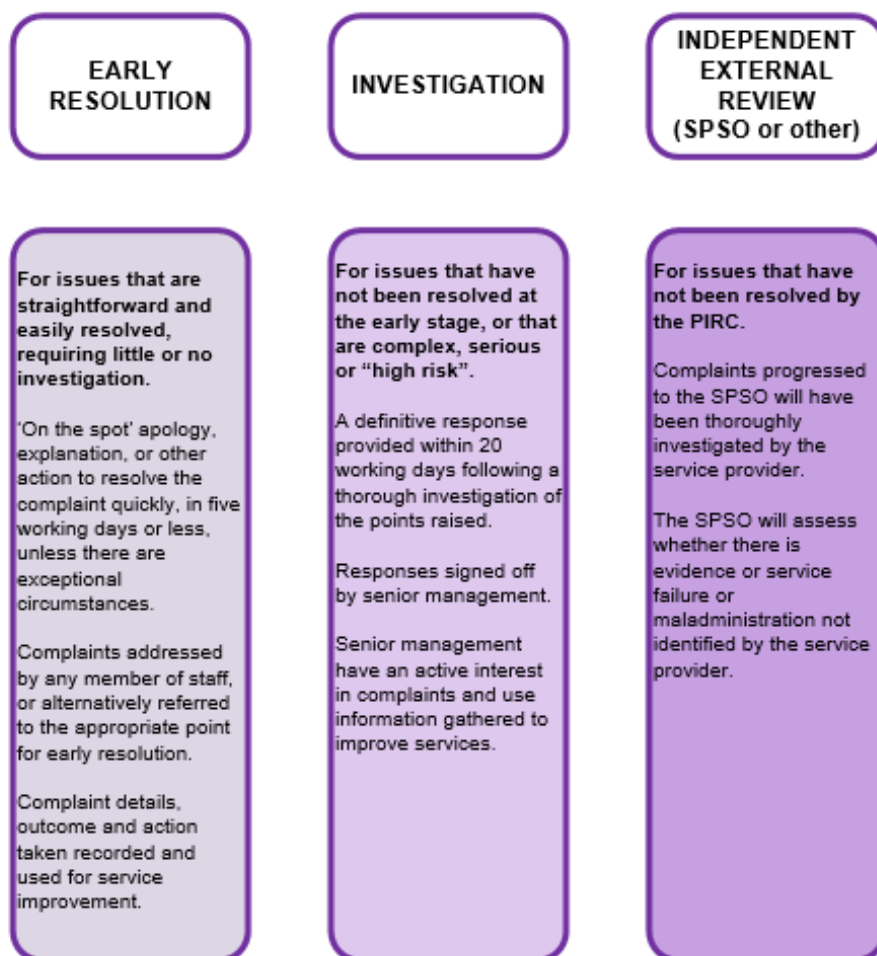 EARLY
RESOLUTION
INVESTIGATION
INDEPENDENT
EXTERNAL
REVIEW
(SPSO or other)
For issues that are
straightforward and
easily resolved,
requiring little or no
investigation.
'On the spot' apology,
explanation, or other
action to resolve the
complaint quickly, in five
working days or less,
unless there are
exceptional
circumstances.
Complaints addressed
by any member of staff,
or alternatively referred
to the appropriate point
for early resolution.
Complaint details,
outcome and action
taken recorded and
used for service
improvement.
For issues that have
not been resolved at
the early stage, or that
are complex, serious
or “high risk”.
A definitive response
provided within 20
working days following a
thorough investigation of
the points raised.
Responses signed off
by senior management.
Senior management
have an active interest
in complaints and use
information gathered to
improve services.
For issues that have
not been resolved by
the PIRC.
Complaints progressed
to the SPSO will have
been thoroughly
investigated by the
service provider.
The SPSO will assess
whether there is
evidence or service
failure or
maladministration not
identified by the service
provider.